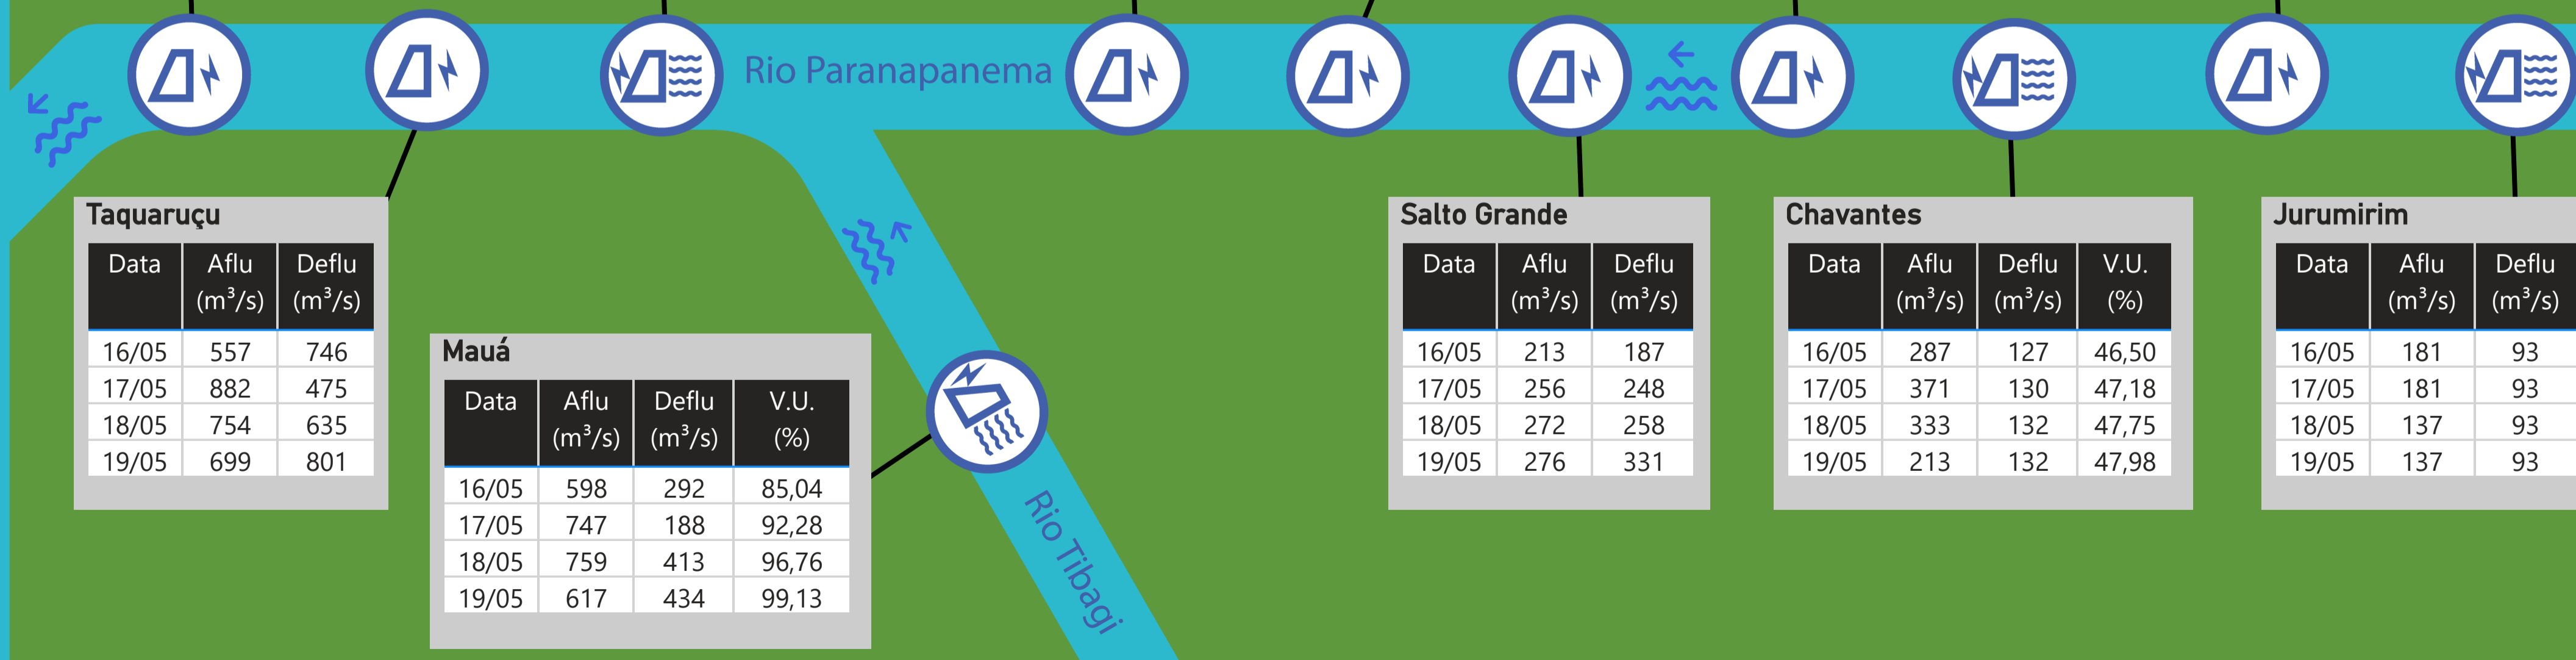 Rio Paranapanema
Taquaruçu
Data Aflu (m³/s) Deflu (m³/s)
16/05 557 746
17/05 882 475
18/05 754 635
19/05 699 801
Mauá
Data Aflu (m³/s) Deflu (m³/s) V.U. (%)
16/05 598 292 85,04
17/05 747 188 92,28
18/05 759 413 96,76
19/05 617 434 99,13
Rio Tibagi
Salto Grande
Data Aflu (m³/s) Deflu (m³/s)
16/05 213 187
17/05 256 248
18/05 272 258
19/05 276 331
Chavantes
Data Aflu (m³/s) Deflu (m³/s) V.U. (%)
16/05 287 127 46,50
17/05 371 130 47,18
18/05 333 132 47,75
19/05 213 132 47,98
Jurumirim
Data Aflu (m³/s) Deflu (m³/s)
16/05 181 93
17/05 181 93
18/05 137 93
19/05 137 93